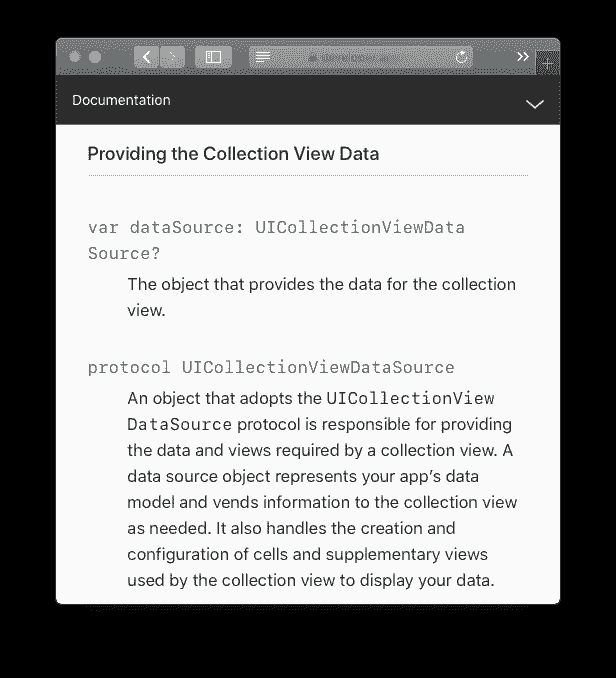 Documentation
Providing the Collection View Data
var dataSource: UICollectionViewData
Source?
The object that provides the data for the collection
view.
protocol UICollectionViewDataSource
An object that adopts the UICollectionView
DataSource protocol is responsible for providing
the data and views required by a collection view. A
data source object represents your app’s data
model and vends information to the collection view
as needed. It also handles the creation and
configuration of cells and supplementary views
used by the collection view to display your data.